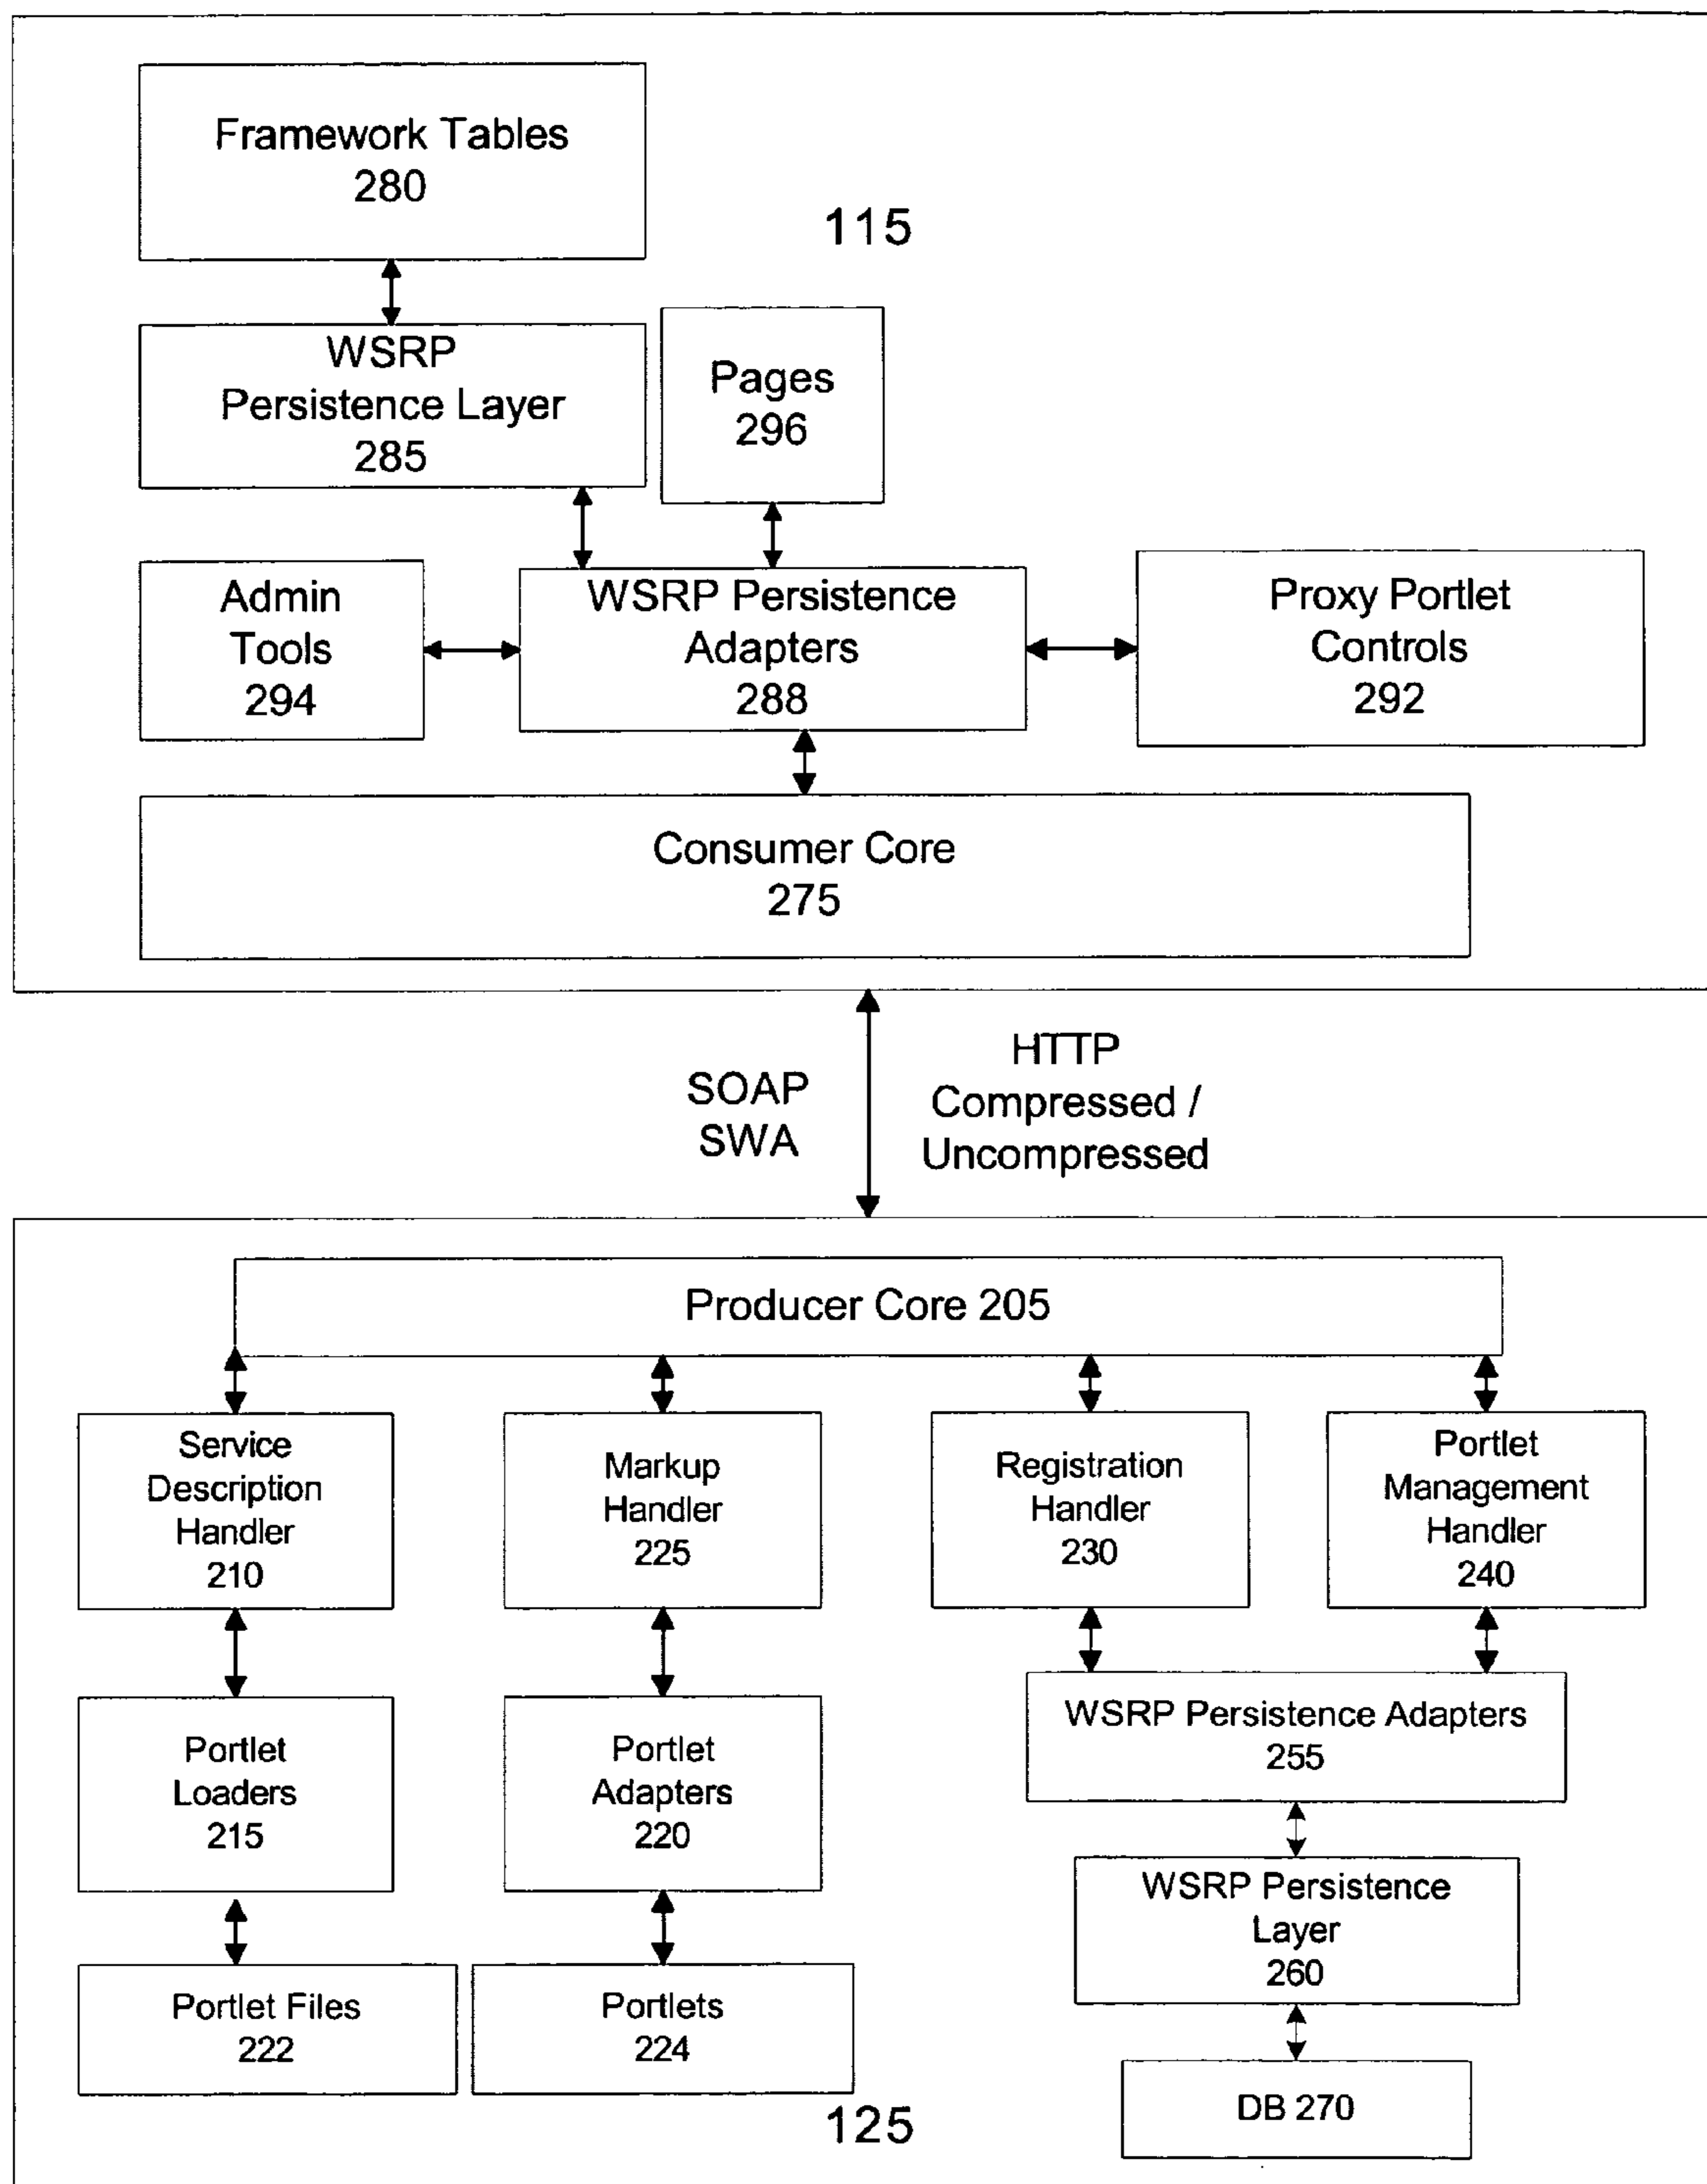 Framework Tables
280
115
WSRP
Persistence Layer
285
Pages
296
Admin
Tools
294
WSRP Persistence
Adapters
288
Proxy Portlet
Controls
292
Consumer Core
275
SOAP
SWA
HTTP
Compressed /
Uncompressed
Producer Core 205
Service
Description
Handler
210
Markup
Handler
225
Registration
Handler
230
Portlet
Management
Handler
240
Portlet
Loaders
215
Portlet
Adapters
220
WSRP Persistence Adapters
255
WSRP Persistence
Layer
260
Portlet Files
222
Portlets
224
DB 270
125